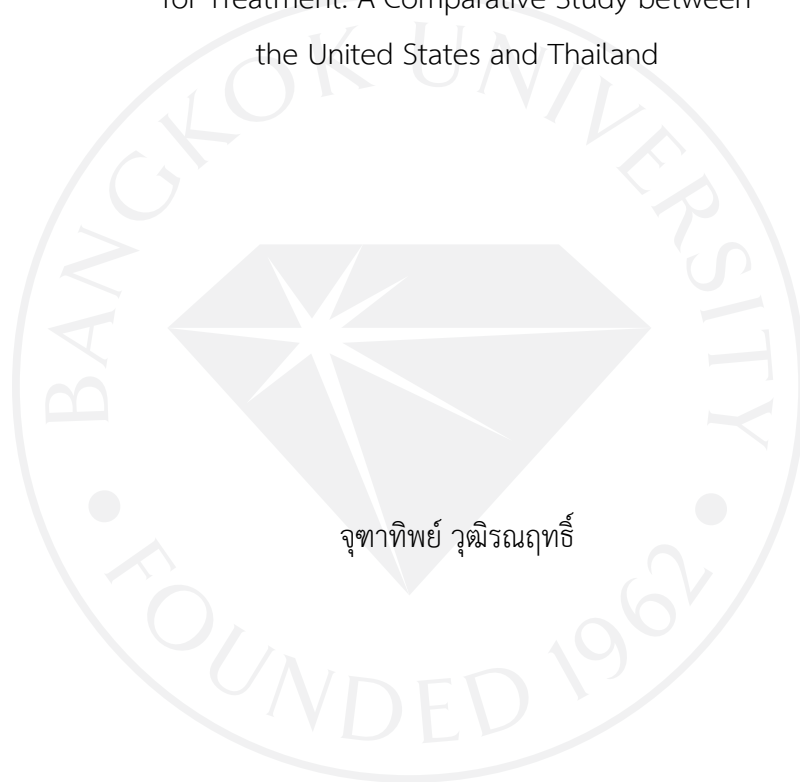 for Treatment: A Comparative Study between
the United States and Thailand
BANGKOK UNIVERSITY
จุฑาทิพย์ วุฒิรณฤทธิ์
FOUNDED 1962